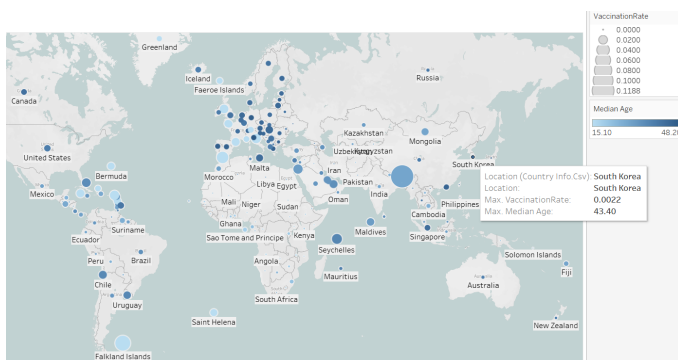 VaccinationRate
0.0000
0.0200
0.0400
0.0600
0.0800
0.1000
0.1188
Median Age
15.10 48.20
Greenland
Iceland
Faeroe Islands
Russia
Canada
Kazakhstan
Mongolia
United States
Kyrgyzstan
South Korea
Bermuda
Morocco
Malta
Iran
Libya
Egypt
Pakistan
Mexico
Mali
Niger
Sudan
Oman
India
Philippines
Location (Country Info.Csv): South Korea
Location: South Korea
Max. VaccinationRate: 0.0022
Max. Median Age: 43.40
Cambodia
Suriname
Ghana
Ecuador
Sao Tome and Principe
Kenya
Maldives
Singapore
Seychelles
Solomon Islands
Peru
Brazil
Angola
Mauritius
Fiji
Chile
Australia
Uruguay
South Africa
Saint Helena
New Zealand
Falkland Islands